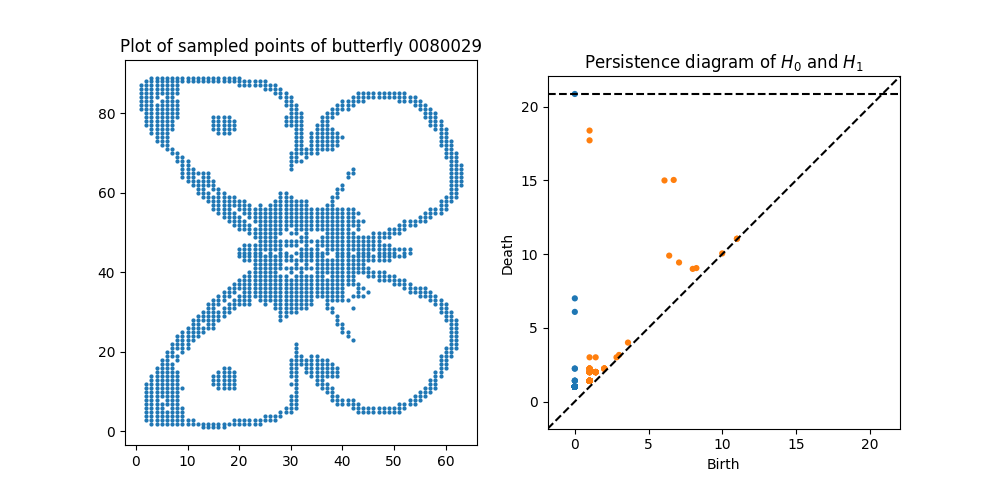 Plot of sampled points of butterfly 0080029
80
60
40
20
0
0 10 20 30 40 50 60
Persistence diagram of H₀ and H₁
20
15
10
5
0
Death
0 5 10 15 20
Birth